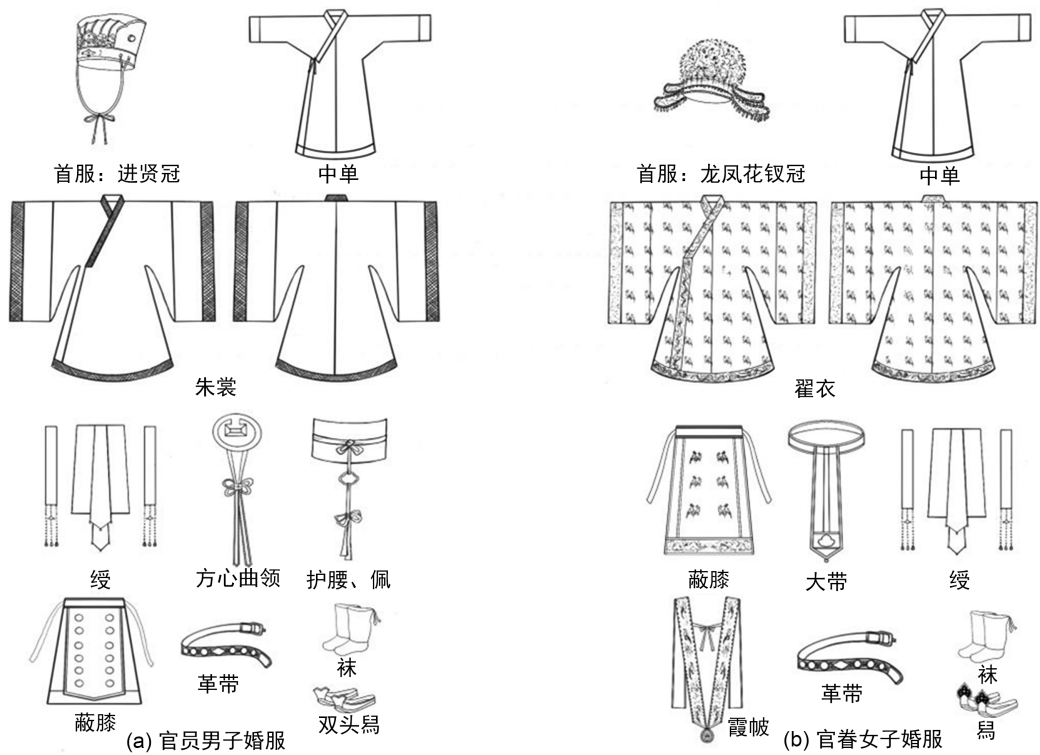 首服：进贤冠
中单
朱裳
绶
方心曲领
护腰、佩
蔽膝
革带
袜
双头舄
(a) 官员男子婚服
首服：龙凤花钗冠
中单
翟衣
蔽膝
大带
绶
霞帔
革带
袜
舄
(b) 官眷女子婚服